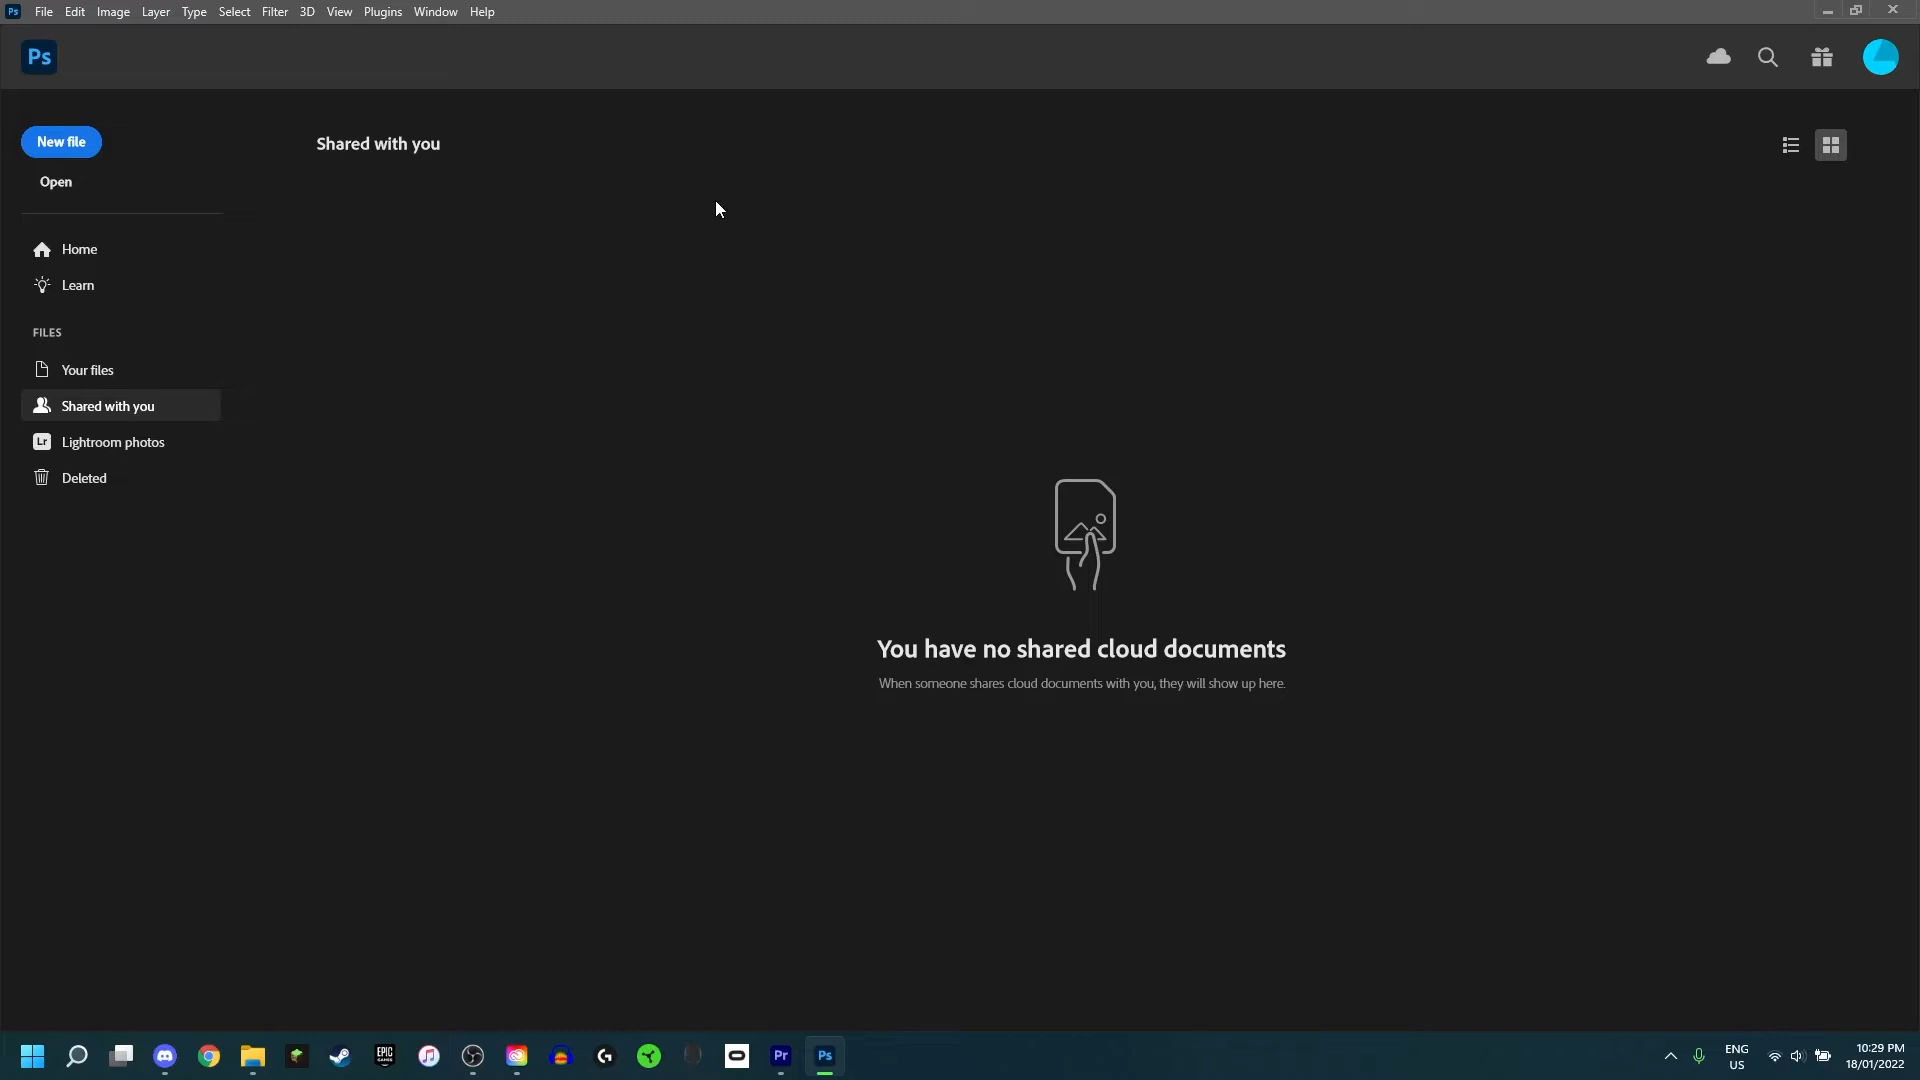 Ps File Edit Image Layer Type Select Filter 3D View Plugins Window Help
Ps
New file
Shared with you
Open
Home
Learn
FILES
Your files
Shared with you
Lr Lightroom photos
Deleted
You have no shared cloud documents
When someone shares cloud documents with you, they will show up here.
EPIC GAMES
Pr
Ps
ENG
US
10:29 PM
18/01/2022